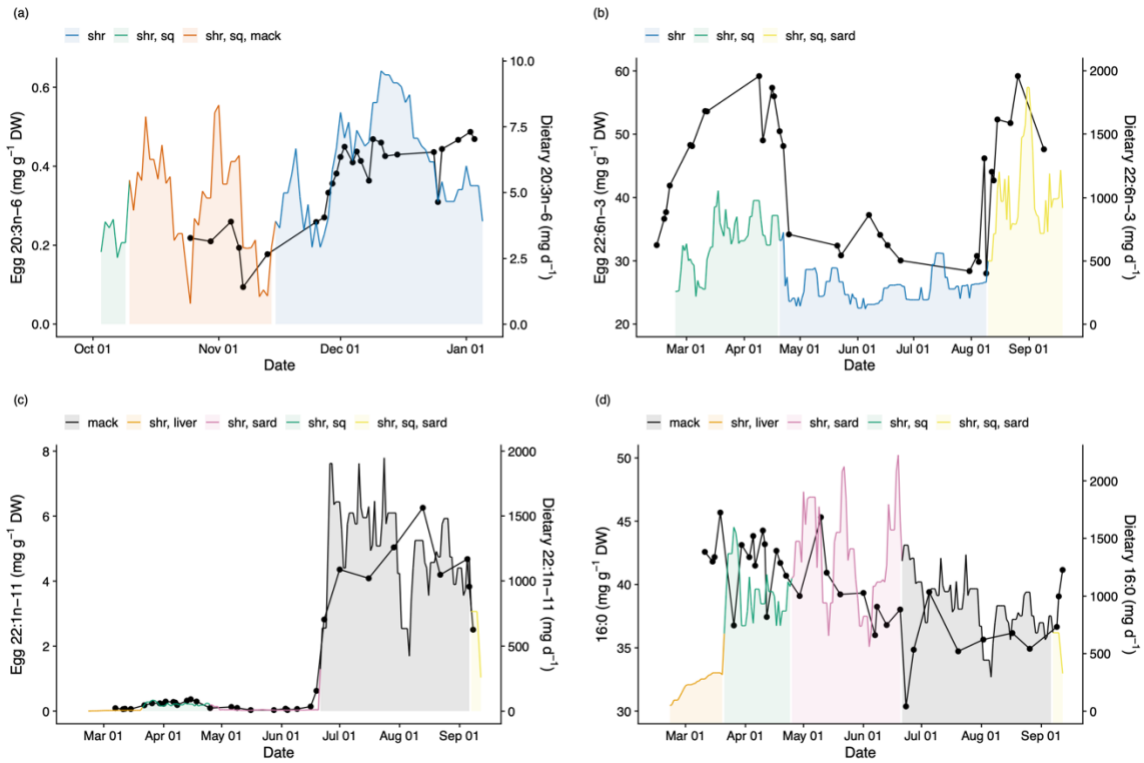 (a)
shr shr, sq shr, sq, mack
Egg 20:3n−6 (mg g−1 DW)
0.6
0.4
0.2
0.0
10.0
7.5
5.0
2.5
0.0
Dietary 20:3n−6 (mg d−1)
Oct 01 Nov 01 Dec 01 Jan 01
Date
(b)
shr shr, sq shr, sq, sard
Egg 22:6n−3 (mg g−1 DW)
60
50
40
30
20
2000
1500
1000
500
0
Dietary 22:6n−3 (mg d−1)
Mar 01 Apr 01 May 01 Jun 01 Jul 01 Aug 01 Sep 01
Date
(c)
mack shr, liver shr, sard shr, sq shr, sq, sard
Egg 22:1n−11 (mg g−1 DW)
8
6
4
2
0
2000
1500
1000
500
0
Dietary 22:1n−11 (mg d−1)
Mar 01 Apr 01 May 01 Jun 01 Jul 01 Aug 01 Sep 01
Date
(d)
mack shr, liver shr, sard shr, sq shr, sq, sard
16:0 (mg g−1 DW)
50
45
40
35
30
2000
1500
1000
500
0
Dietary 16:0 (mg d−1)
Mar 01 Apr 01 May 01 Jun 01 Jul 01 Aug 01 Sep 01
Date